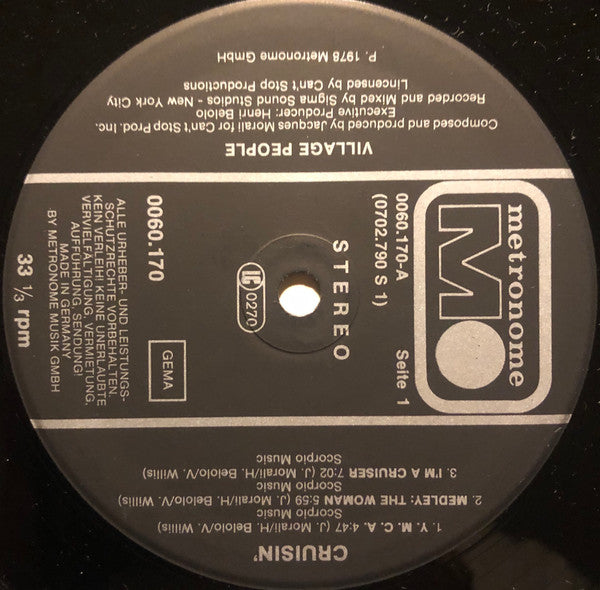 CRUISIN'
1. Y. M. C. A. 4:47 (J. Morali/H. Belolo/V. Willis)
Scorpio Music
2. MEDLEY: THE WOMAN 5:59 (J. Morali/H. Belolo/V. Willis)
Scorpio Music
3. I'M A CRUISER 7:02 (J. Morali/H. Belolo/V. Willis)
Scorpio Music
metronome
M
0060.170-A
(0702.790 S 1)
Seite 1
STEREO
LC
0270
GEMA
0060.170
ALLE URHEBER- UND LEISTUNGS-
SCHUTZRECHTE VORBEHALTEN.
KEIN VERLEIH! KEINE UNERLAUBTE
VERVIELFÄLTIGUNG, VERMIETUNG,
AUFFÜHRUNG, SENDUNG!
MADE IN GERMANY
BY METRONOME MUSIK GMBH
33 1/3 rpm
VILLAGE PEOPLE
Composed and produced by Jacques Morali for Can't Stop Prod. Inc.
Executive Producer: Henri Belolo
Recorded and Mixed by Sigma Sound Studios - New York City
Lincensed by Can't Stop Productions
P. 1978 Metronome GmbH